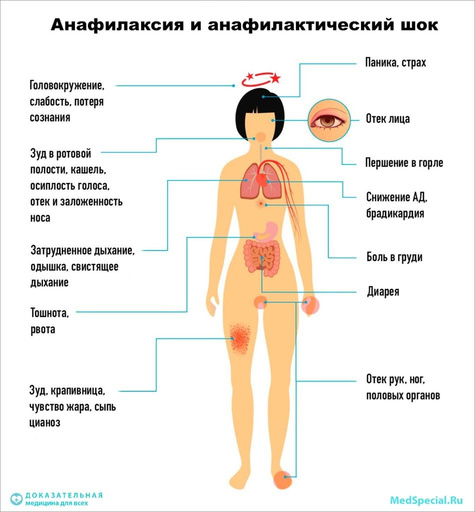 Анафилаксия и анафилактический шок
Головокружение,
слабость, потеря
сознания
Зуд в ротовой
полости, кашель,
осиплость голоса,
отек и заложенность
носа
Затрудненное дыхание,
одышка, свистящее
дыхание
Тошнота,
рвота
Зуд, крапивница,
чувство жара, сыпь
цианоз
Паника, страх
Отек лица
Першение в горле
Снижение АД,
брадикардия
Боль в груди
Диарея
Отек рук, ног,
половых органов
ДОКАЗАТЕЛЬНАЯ
медицина для всех
MedSpecial.Ru